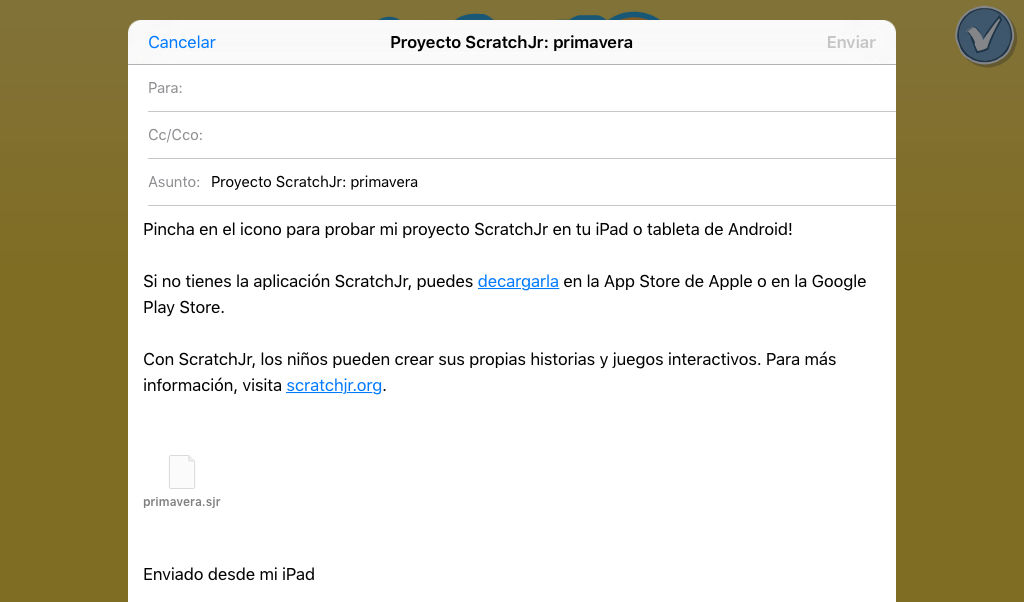 Cancelar Proyecto ScratchJr: primavera Enviar
Para:
Cc/Cco:
Asunto: Proyecto ScratchJr: primavera
Pincha en el icono para probar mi proyecto ScratchJr en tu iPad o tableta de Android!
Si no tienes la aplicación ScratchJr, puedes decargarla en la App Store de Apple o en la Google
Play Store.
Con ScratchJr, los niños pueden crear sus propias historias y juegos interactivos. Para más
información, visita scratchjr.org.
primavera.sjr
Enviado desde mi iPad